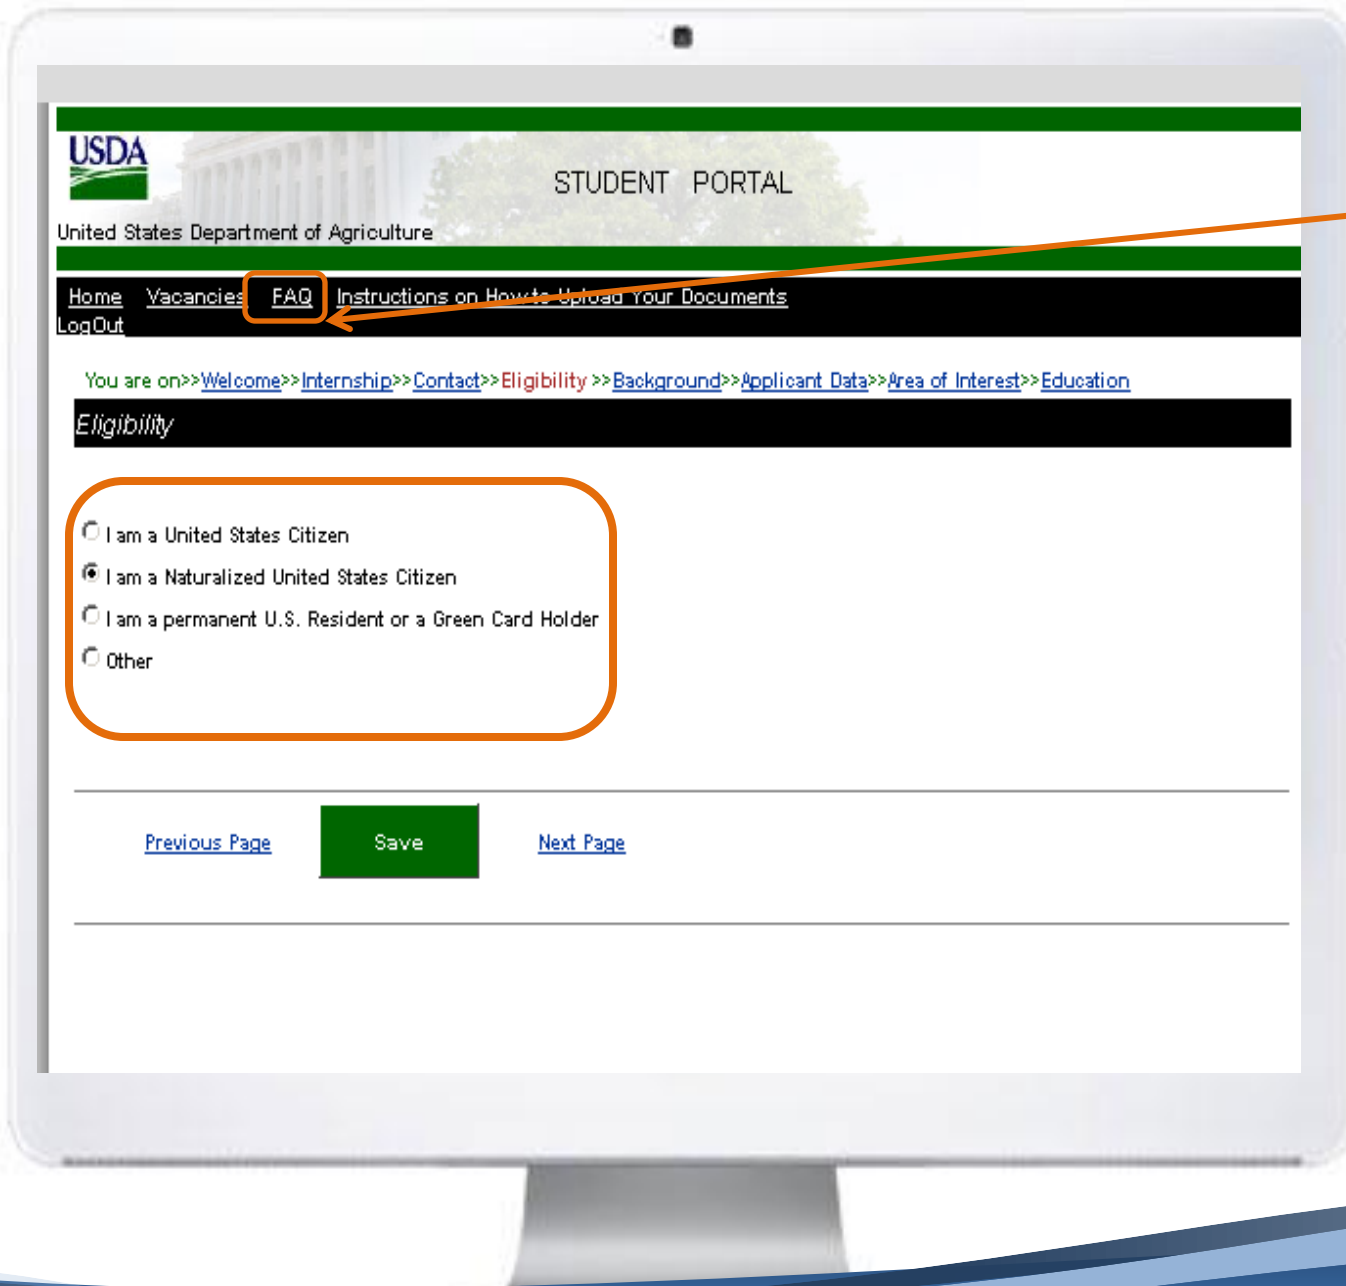 USDA
STUDENT PORTAL
United States Department of Agriculture
Home Vacancies FAQ Instructions on How to Upload Your Documents
LogOut
You are on>>Welcome>>Internship>>Contact>>Eligibility >>Background>>Applicant Data>>Area of Interest>>Education
Eligibility
I am a United States Citizen
I am a Naturalized United States Citizen
I am a permanent U.S. Resident or a Green Card Holder
Other
Previous Page Save Next Page